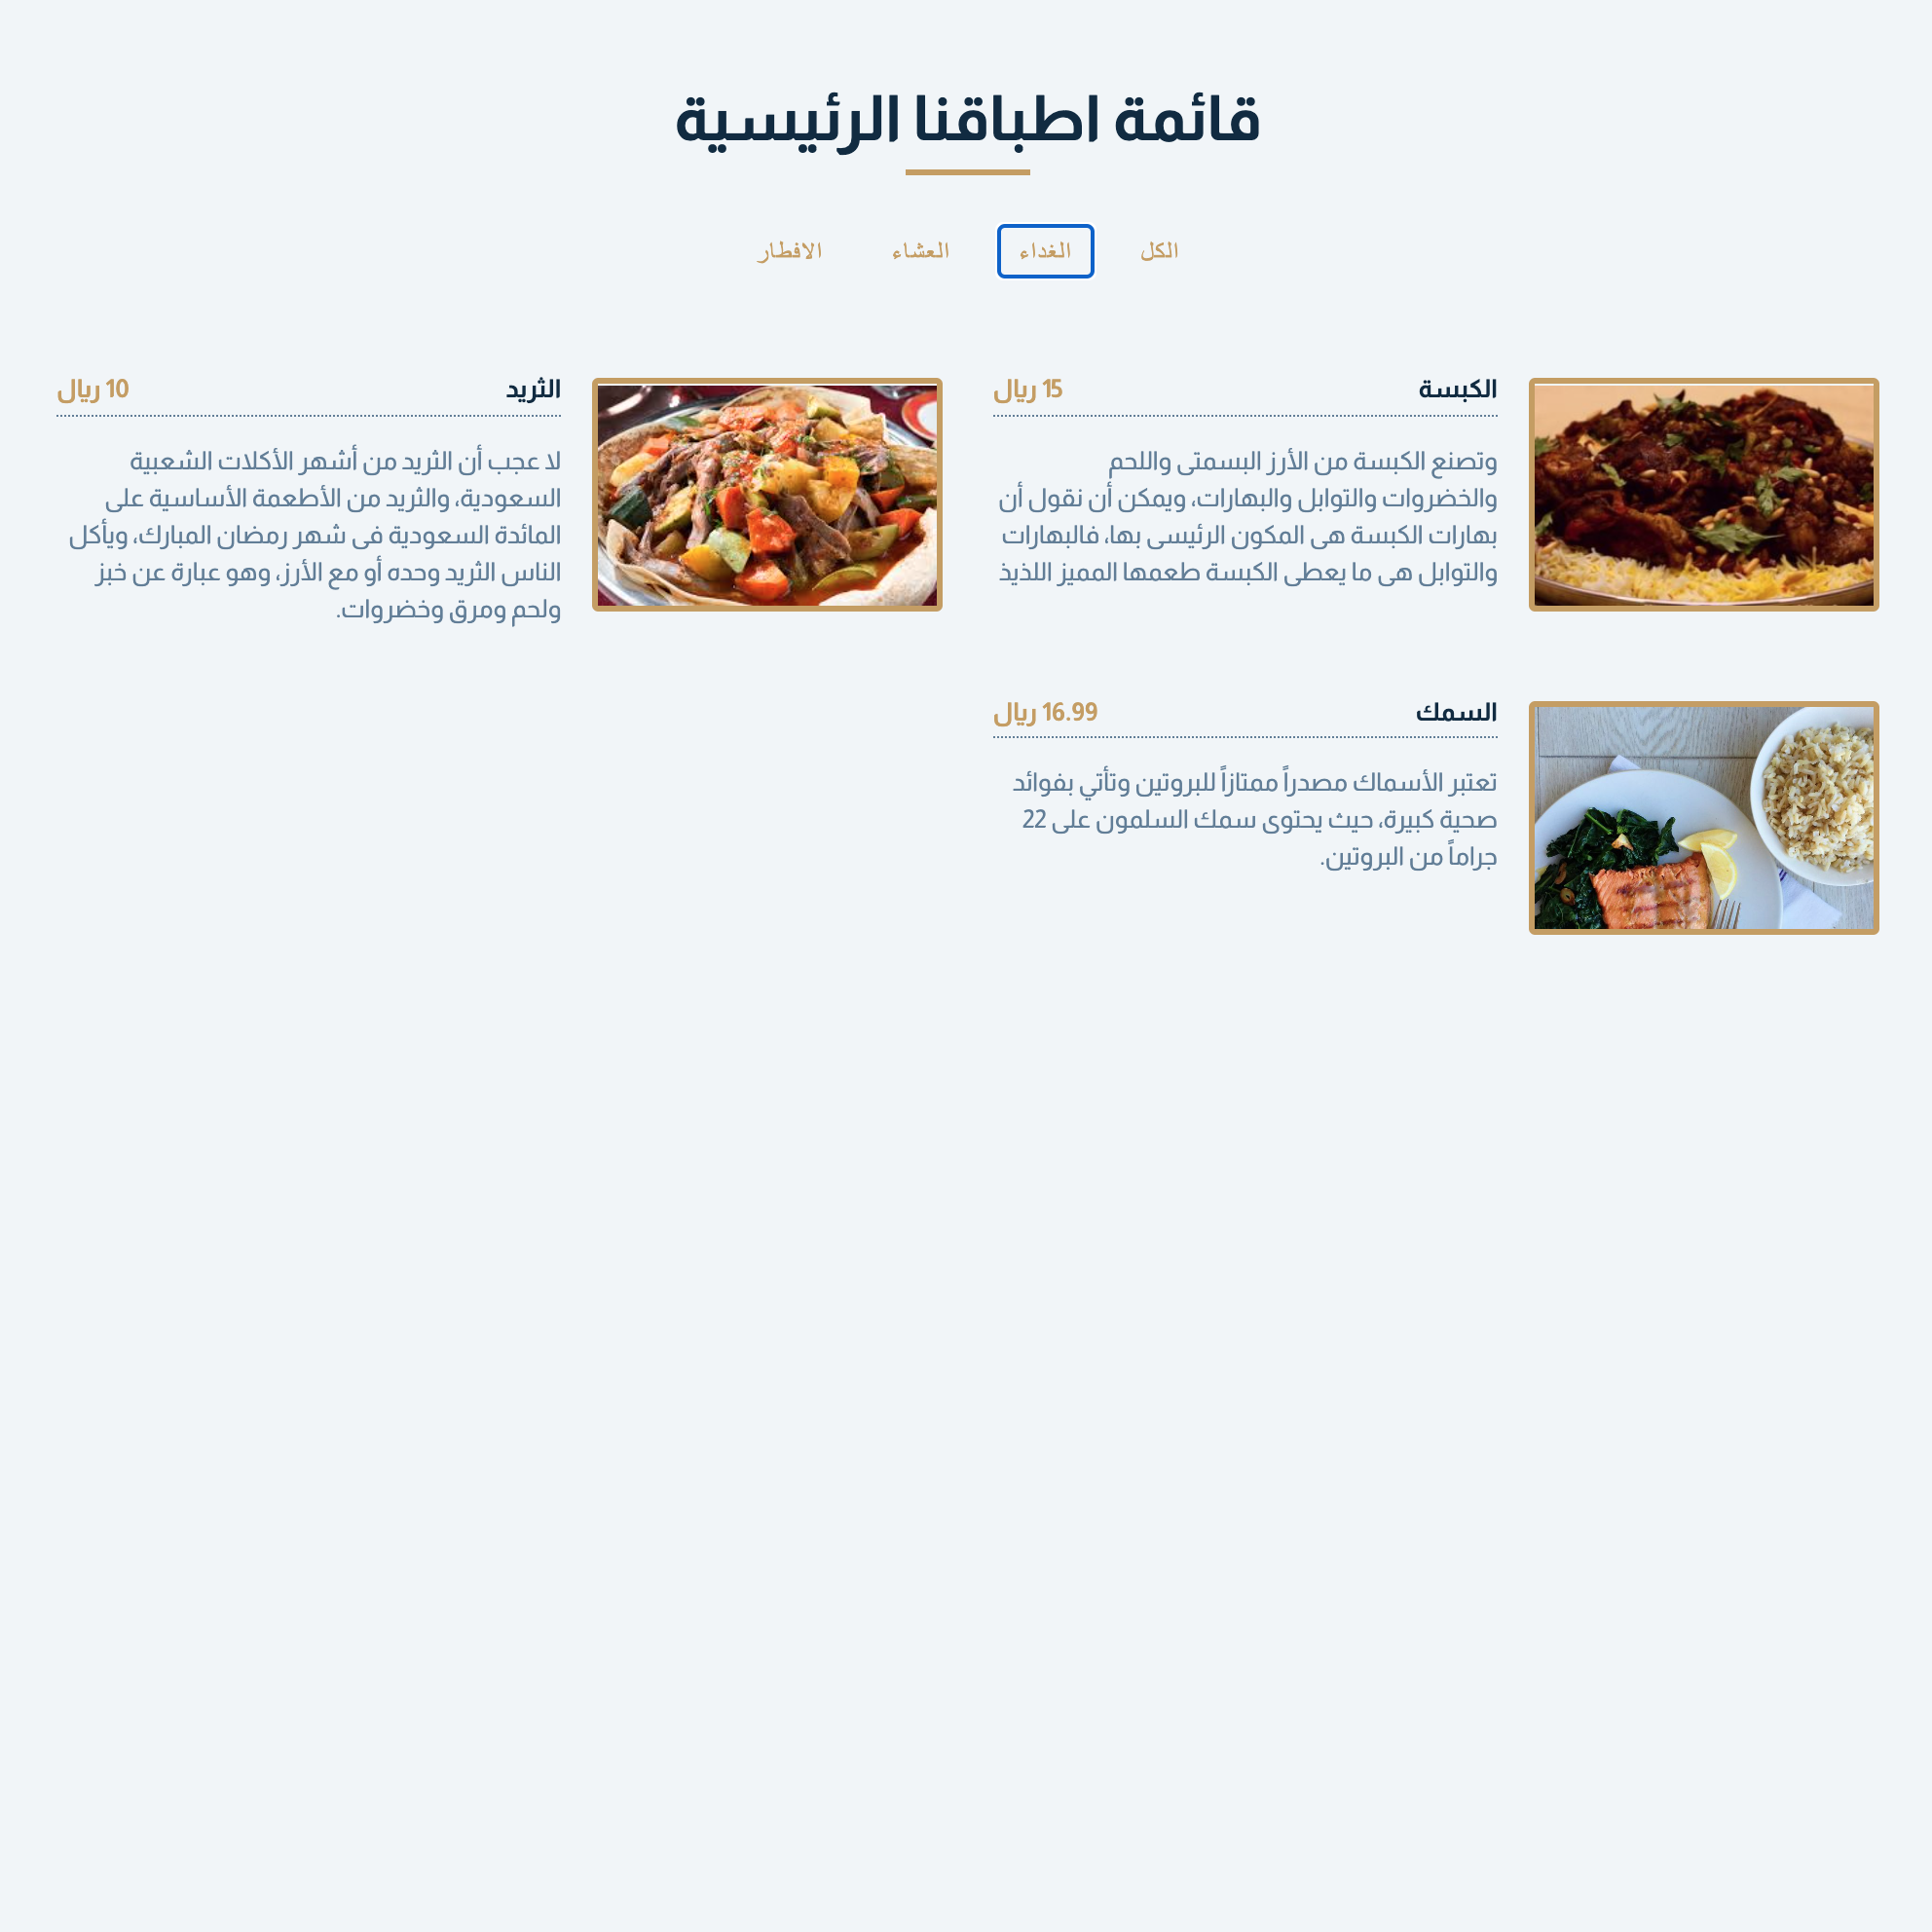 قائمة اطباقنا الرئيسية
الكل
الغداء
العشاء
الافطار
الكبسة
15 ريال
وتصنع الكبسة من الأرز البسمتى واللحم
والخضروات والتوابل والبهارات، ويمكن أن نقول أن
بهارات الكبسة هى المكون الرئيسى بها، فالبهارات
والتوابل هى ما يعطى الكبسة طعمها المميز اللذيذ
الثريد
10 ريال
لا عجب أن الثريد من أشهر الأكلات الشعبية
السعودية، والثريد من الأطعمة الأساسية على
المائدة السعودية فى شهر رمضان المبارك، ويأكل
الناس الثريد وحده أو مع الأرز، وهو عبارة عن خبز
ولحم ومرق وخضروات.
السمك
16.99 ريال
تعتبر الأسماك مصدراً ممتازاً للبروتين وتأتي بفوائد
صحية كبيرة، حيث يحتوى سمك السلمون على 22
جراماً من البروتين.